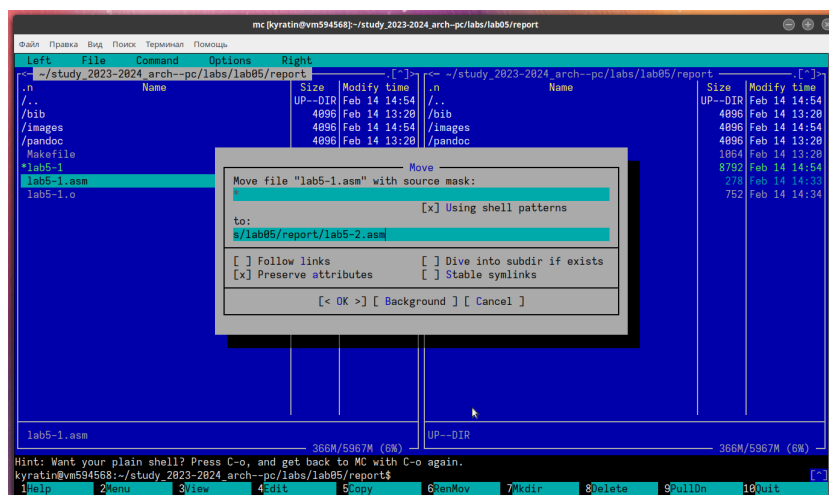 mc [kyratin@vm594568]:~/study_2023-2024_arch--pc/labs/lab05/report
Файл Правка Вид Поиск Терминал Помощь
Left File Command Options Right
<— ~/study_2023-2024_arch--pc/labs/lab05/report .[^]> <— ~/study_2023-2024_arch--pc/labs/lab05/report .[^]>
.n Name Size Modify time .n Name Size Modify time
/.. UP--DIR Feb 14 14:54 /.. UP--DIR Feb 14 14:54
/bib 4096 Feb 14 13:20 /bib 4096 Feb 14 13:20
/images 4096 Feb 14 14:54 /images 4096 Feb 14 14:54
/pandoc 4096 Feb 14 13:20 /pandoc 4096 Feb 14 13:20
Makefile 1064 Feb 14 13:20
*lab5-1 8792 Feb 14 14:54
lab5-1.asm 278 Feb 14 14:33
lab5-1.o 752 Feb 14 14:34
Move
Move file "lab5-1.asm" with source mask:
*
[x] Using shell patterns
to:
s/lab05/report/lab5-2.asm
[ ] Follow links [ ] Dive into subdir if exists
[x] Preserve attributes [ ] Stable symlinks
[< OK >] [ Background ] [ Cancel ]
lab5-1.asm UP--DIR
366M/5967M (6%) 366M/5967M (6%)
Hint: Want your plain shell? Press C-o, and get back to MC with C-o again.
kyratin@vm594568:~/study_2023-2024_arch--pc/labs/lab05/report$ [^]
1Help 2Menu 3View 4Edit 5Copy 6RenMov 7Mkdir 8Delete 9PullDn 10Quit